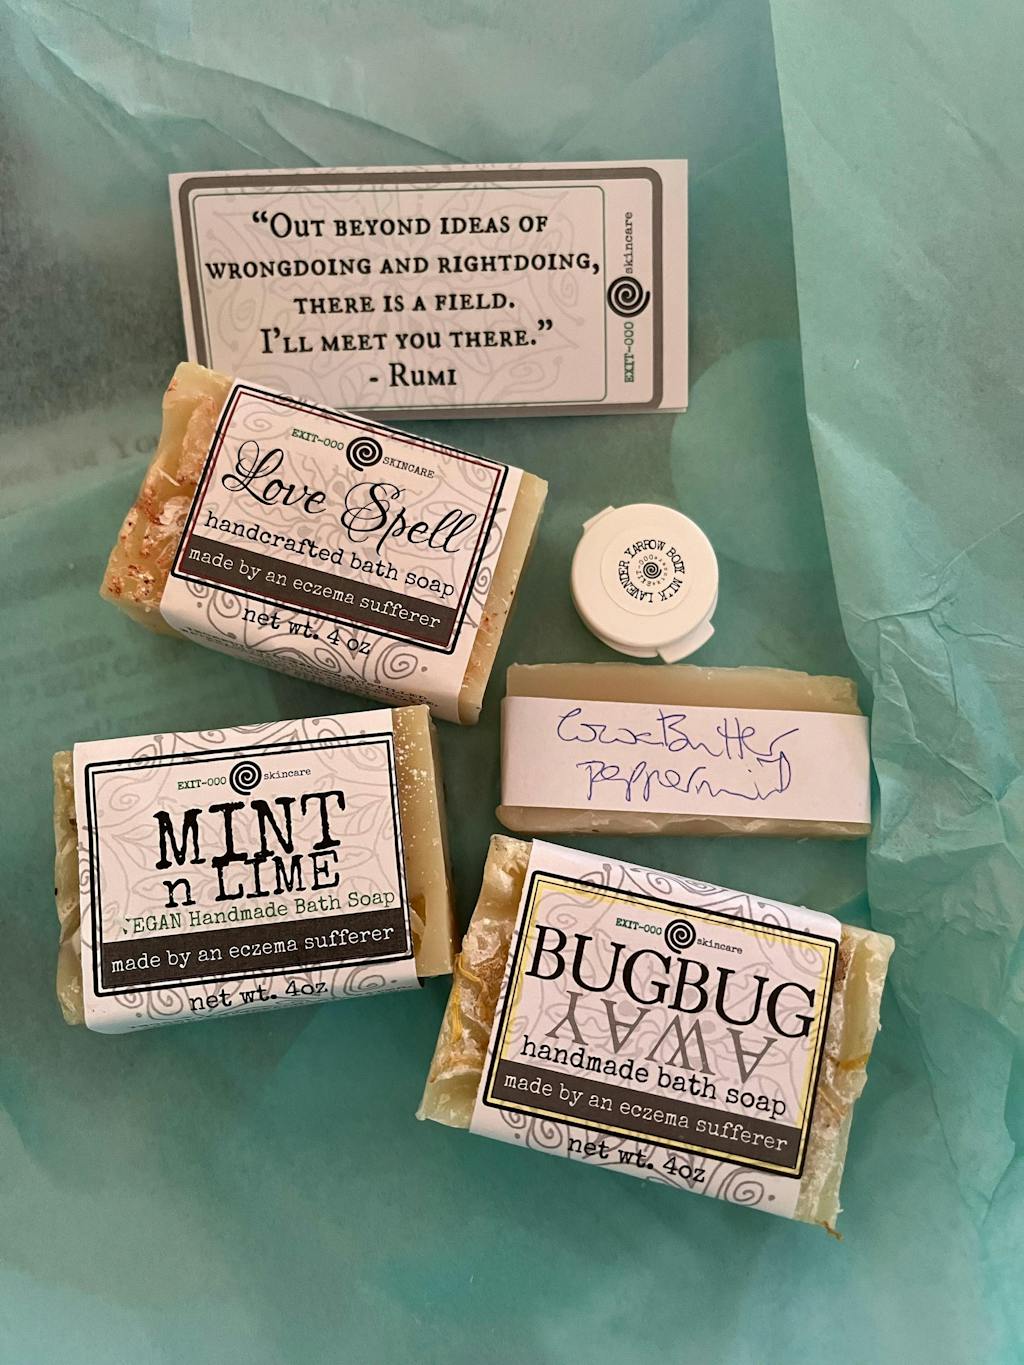 “OUT BEYOND IDEAS OF
WRONGDOING AND RIGHTDOING,
THERE IS A FIELD.
I’LL MEET YOU THERE.”
- RUMI
EXIT-000 skincare
EXIT-000 SKINCARE
Love Spell
handcrafted bath soap
made by an eczema sufferer
net wt. 4 oz
LAVENDER YARROW BODY MILK
CocoaButter
peppermint
EXIT-000 skincare
MINT
n LIME
VEGAN Handmade Bath Soap
made by an eczema sufferer
net wt. 4oz
EXIT-000 skincare
BUGBUG
AWAY
handmade bath soap
made by an eczema sufferer
net wt. 4oz